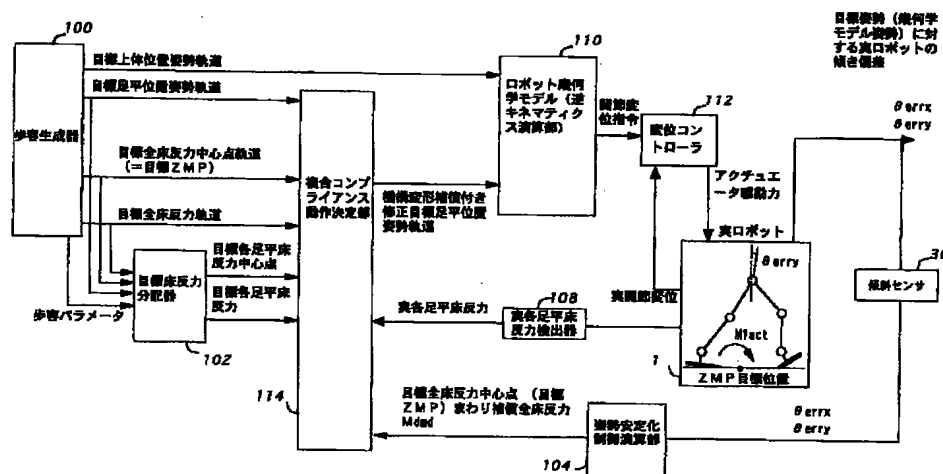 100
歩容生成器
目標上体位置姿勢軌道
目標足平位置姿勢軌道
目標全床反力中心点軌道
(=目標ZMP)
目標全床反力軌道
目標床反力
分配器
102
歩容パラメータ
目標各足平床
反力中心点
目標各足平床
反力
複合コンプ
ライアンス
動作決定部
114
機構変形補償付き
修正目標足平位置
姿勢軌道
110
ロボット幾何
学モデル(逆
キネマティク
ス演算部)
関節変
位指令
112
変位コント
ローラ
アクチュエ
ータ駆動力
実ロボット
θerry
Mfact
ZMP目標位置
1
実関節変位
108
実各足平床
反力検出器
実各足平床反力
目標全床反力中心点 (目標
ZMP)まわり補償全床反力
Mdmd
姿勢安定化
制御演算部
104
θerrx
θerry
傾斜センサ
目標姿勢(幾何学
モデル姿勢)に対
する実ロボットの
傾き偏差
θerrx
θerry